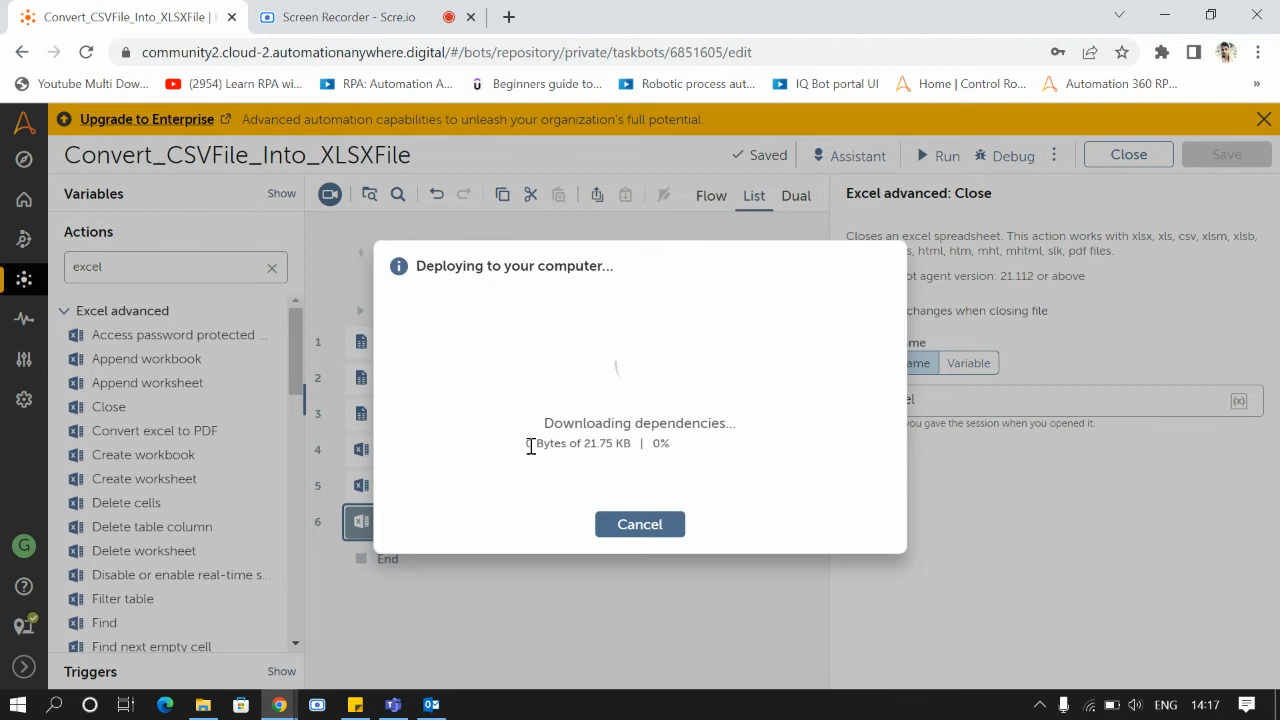 Convert_CSVFile_Into_XLSXFile |
Screen Recorder - Scre.io
community2.cloud-2.automationanywhere.digital/#/bots/repository/private/taskbots/6851605/edit
Youtube Multi Dow...
(2954) Learn RPA wi...
RPA: Automation A...
Beginners guide to...
Robotic process aut...
IQ Bot portal UI
Home | Control Ro...
Automation 360 RP...
»
Upgrade to Enterprise
Advanced automation capabilities to unleash your organization's full potential.
Convert_CSVFile_Into_XLSXFile
Saved
Assistant
Run
Debug
Close
Save
Variables
Show
Flow
List
Dual
Excel advanced: Close
Actions
excel
Closes an excel spreadsheet. This action works with xlsx, xls, csv, xlsm, xlsb,
html, htm, mht, mhtml, slk, pdf files.
agent version: 21.112 or above
changes when closing file
Variable
you gave the session when you opened it.
Excel advanced
Access password protected ...
Append workbook
Append worksheet
Close
Convert excel to PDF
Create workbook
Create worksheet
Delete cells
Delete table column
Delete worksheet
Disable or enable real-time s...
Filter table
Find
Find next empty cell
Triggers
Show
1
2
3
4
5
6
End
Deploying to your computer...
Downloading dependencies...
Bytes of 21.75 KB | 0%
Cancel
G
14:17